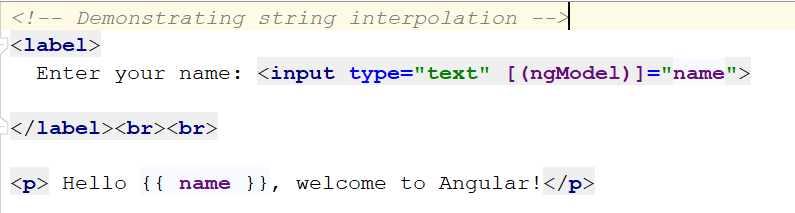 <!-- Demonstrating string interpolation -->
<label>
Enter your name: <input type="text" [(ngModel)]="name">
</label><br><br>
<p> Hello {{ name }}, welcome to Angular!</p>